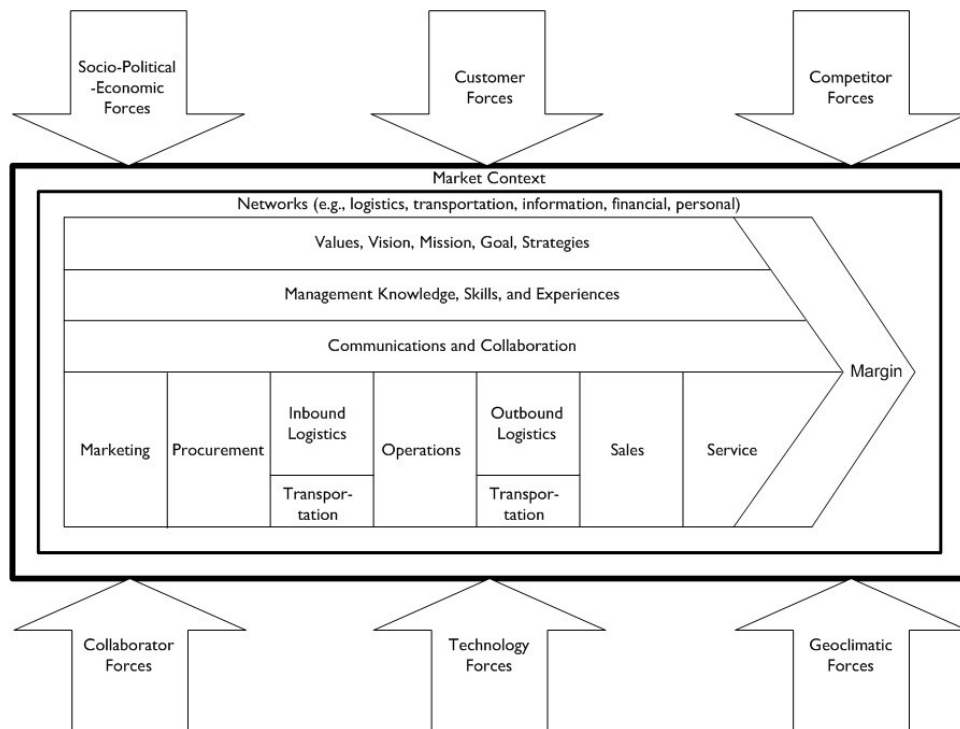 Socio-Political
-Economic
Forces
Customer
Forces
Competitor
Forces
Market Context
Networks (e.g., logistics, transportation, information, financial, personal)
Values, Vision, Mission, Goal, Strategies
Management Knowledge, Skills, and Experiences
Communications and Collaboration
Margin
Marketing
Procurement
Inbound
Logistics
Transpor-
tation
Operations
Outbound
Logistics
Transpor-
tation
Sales
Service
Collaborator
Forces
Technology
Forces
Geoclimatic
Forces